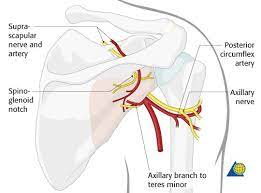 Supra-
scapular
nerve and
artery
Spino-
glenoid
notch
Posterior
circumflex
artery
Axillary
nerve
Axillary branch to
teres minor